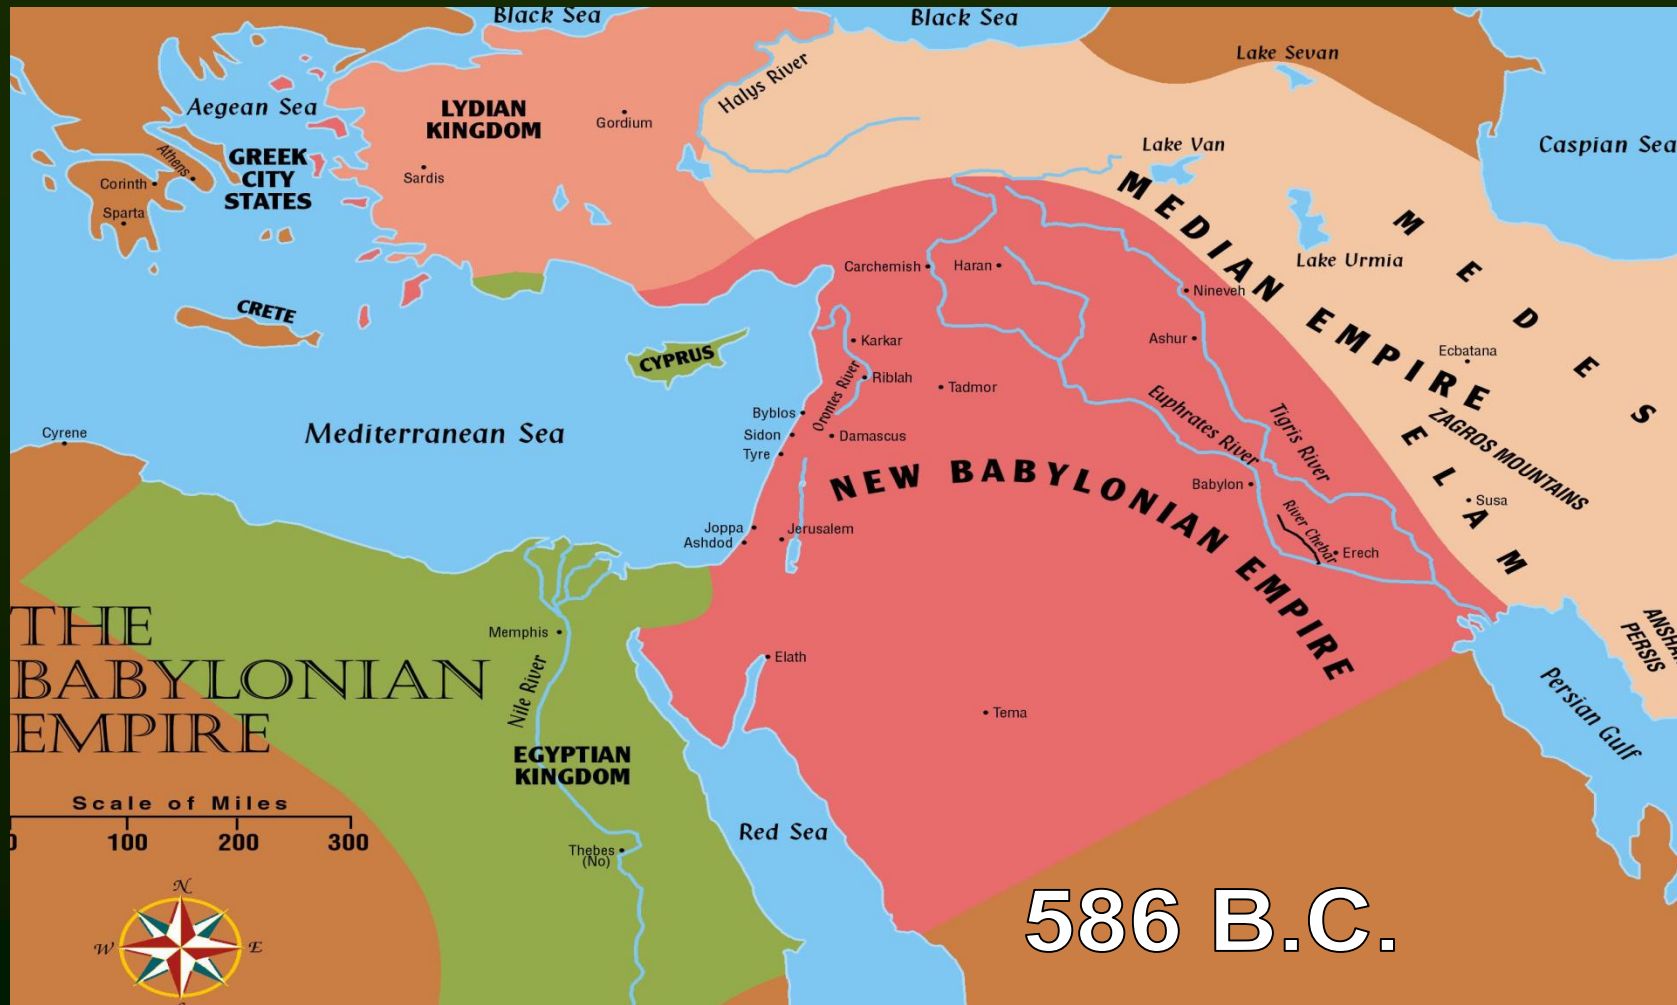 Black Sea
Black Sea
Lake Sevan
Halys River
Aegean Sea
LYDIAN
KINGDOM
Gordium
Caspian Sea
Lake Van
Athens
GREEK
CITY
STATES
Corinth
Sardis
Sparta
MEDIAN EMPIRE
MEDES
Lake Urmia
Carchemish
Haran
Nineveh
CRETE
Karkar
Ashur
Ecbatana
CYPRUS
Riblah
Tadmor
Orontes River
Euphrates River
Tigris River
ZAGROS MOUNTAINS
ELAM
Byblos
Cyrene
Mediterranean Sea
Sidon
Damascus
Tyre
NEW BABYLONIAN EMPIRE
Babylon
Susa
River Chebar
Joppa
Jerusalem
Ashdod
Erech
THE
BABYLONIAN
EMPIRE
Memphis
Nile River
Elath
PERSIS
Persian Gulf
Tema
EGYPTIAN
KINGDOM
Scale of Miles
0 100 200 300
Red Sea
Thebes
(No)
N
W E
586 B.C.